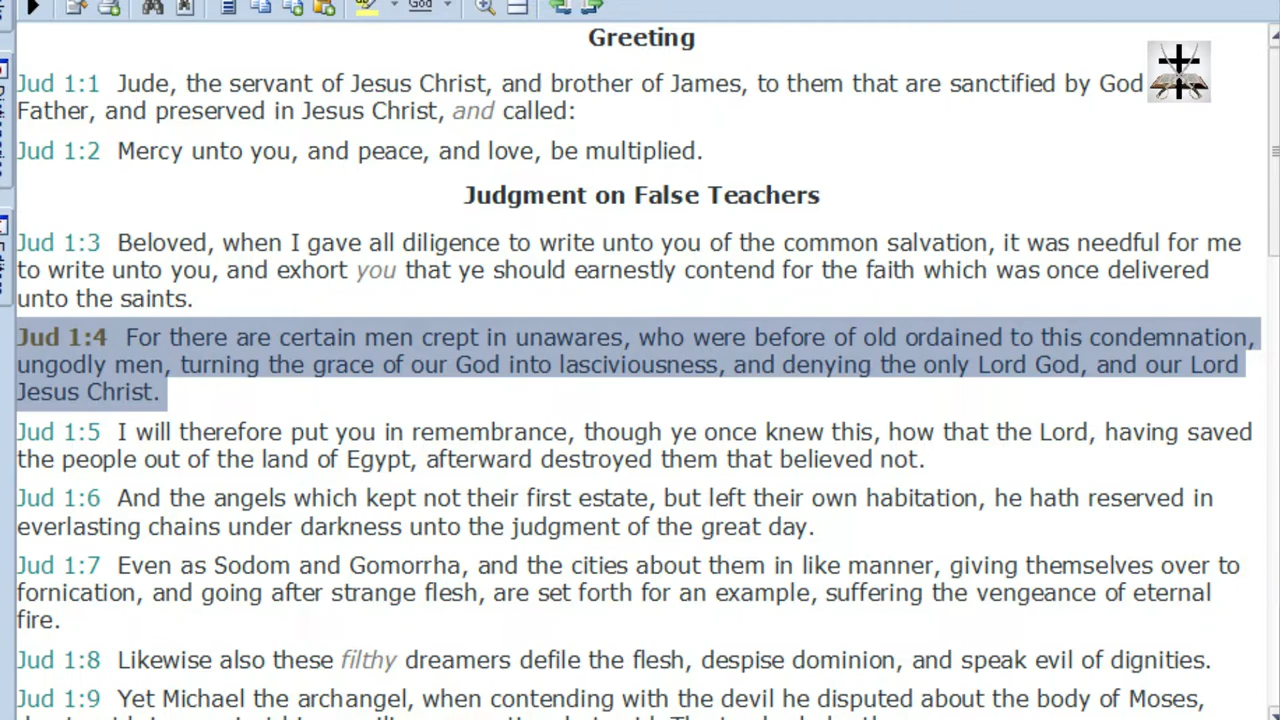 God
Greeting
Jud 1:1 Jude, the servant of Jesus Christ, and brother of James, to them that are sanctified by God
Father, and preserved in Jesus Christ, and called:
Jud 1:2 Mercy unto you, and peace, and love, be multiplied.
Judgment on False Teachers
Jud 1:3 Beloved, when I gave all diligence to write unto you of the common salvation, it was needful for me
to write unto you, and exhort you that ye should earnestly contend for the faith which was once delivered
unto the saints.
Jud 1:4 For there are certain men crept in unawares, who were before of old ordained to this condemnation,
ungodly men, turning the grace of our God into lasciviousness, and denying the only Lord God, and our Lord
Jesus Christ.
Jud 1:5 I will therefore put you in remembrance, though ye once knew this, how that the Lord, having saved
the people out of the land of Egypt, afterward destroyed them that believed not.
Jud 1:6 And the angels which kept not their first estate, but left their own habitation, he hath reserved in
everlasting chains under darkness unto the judgment of the great day.
Jud 1:7 Even as Sodom and Gomorrha, and the cities about them in like manner, giving themselves over to
fornication, and going after strange flesh, are set forth for an example, suffering the vengeance of eternal
fire.
Jud 1:8 Likewise also these filthy dreamers defile the flesh, despise dominion, and speak evil of dignities.
Jud 1:9 Yet Michael the archangel, when contending with the devil he disputed about the body of Moses,